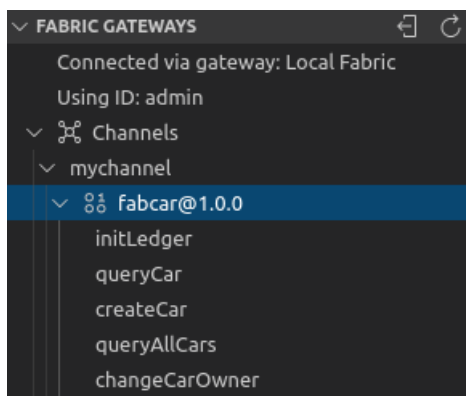 FABRIC GATEWAYS
Connected via gateway: Local Fabric
Using ID: admin
Channels
mychannel
fabcar@1.0.0
initLedger
queryCar
createCar
queryAllCars
changeCarOwner